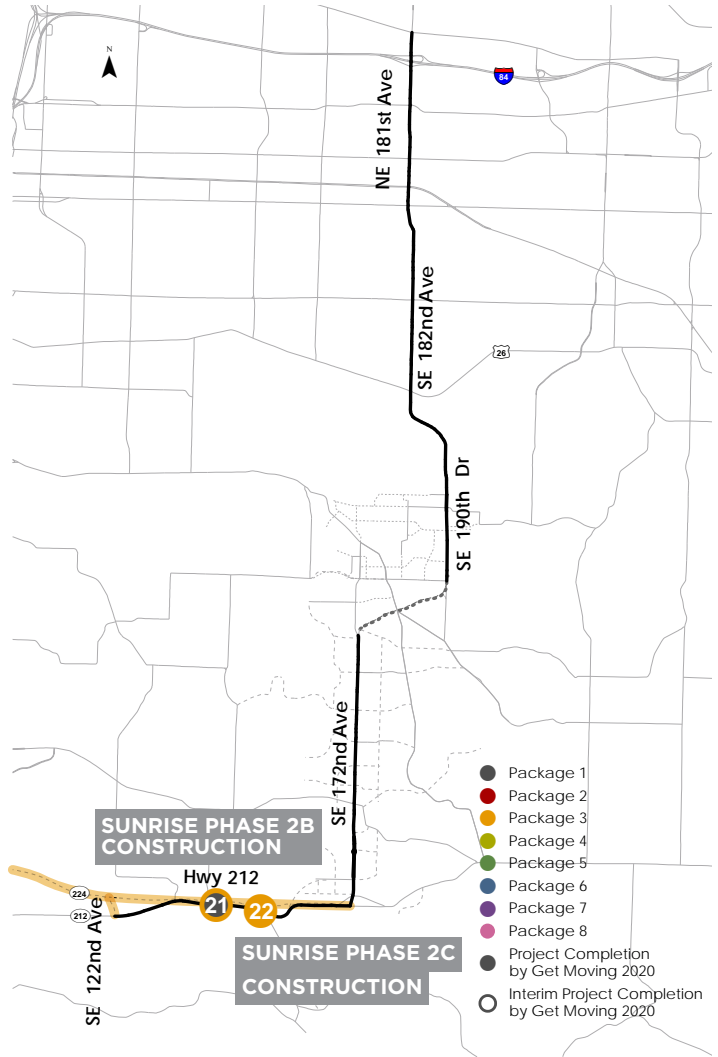 N
84
NE 181st Ave
SE 182nd Ave
26
SE 190th Dr
SE 172nd Ave
Package 1
Package 2
Package 3
Package 4
Package 5
Package 6
Package 7
Package 8
Project Completion
by Get Moving 2020
Interim Project Completion
by Get Moving 2020
SUNRISE PHASE 2B
CONSTRUCTION
Hwy 212
224
212
21
22
SE 122nd Ave
SUNRISE PHASE 2C
CONSTRUCTION